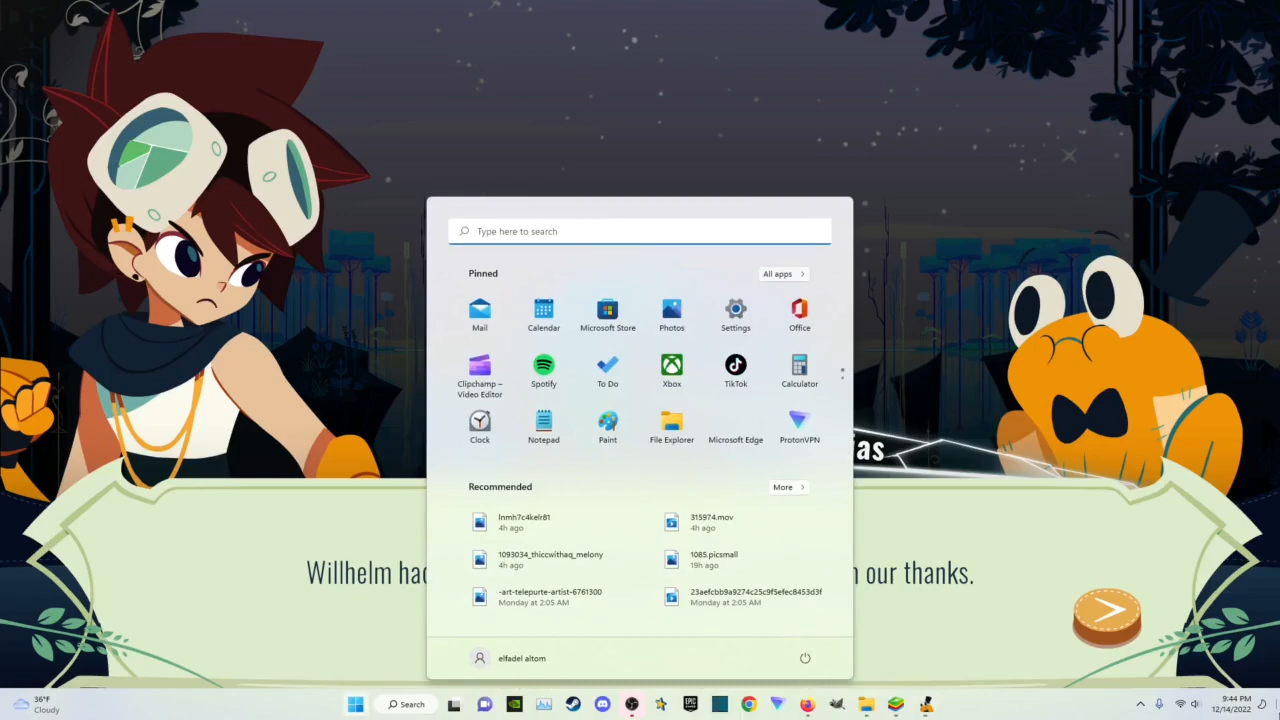 Type here to search
Pinned
All apps
Mail
Calendar
Microsoft Store
Photos
Settings
Office
Clipchamp – Video Editor
Spotify
To Do
Xbox
TikTok
Calculator
Clock
Notepad
Paint
File Explorer
Microsoft Edge
ProtonVPN
as
Recommended
More
lnmh7c4kelr81
4h ago
315974.mov
4h ago
1093034_thiccwithaq_melony
4h ago
1085.picsmall
19h ago
-art-telepurte-artist-6761300
Monday at 2:05 AM
23aefcbb9a9274c25c9f5efec8453d3f
Monday at 2:05 AM
Willhelm had
our thanks.
elfadel altom
36°F
Cloudy
Search
EPIC
9:44 PM
12/14/2022